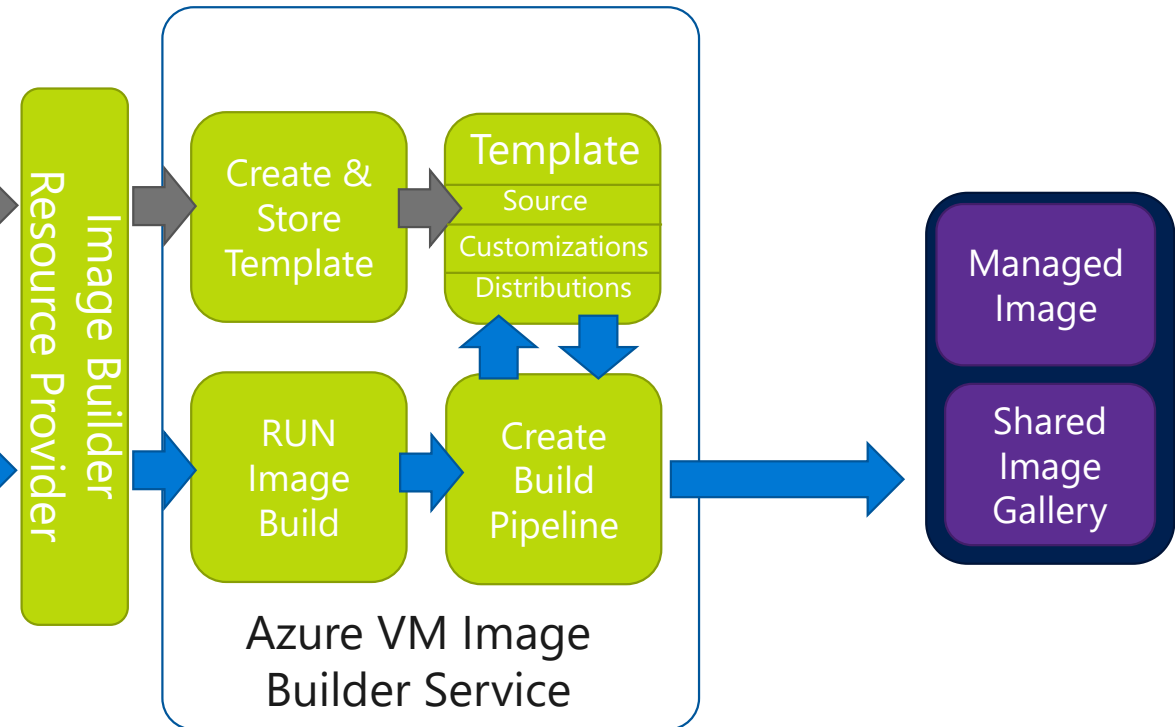 Image Builder
Resource Provider
Create &
Store
Template
Template
Source
Customizations
Distributions
RUN
Image
Build
Create
Build
Pipeline
Azure VM Image
Builder Service
Managed
Image
Shared
Image
Gallery